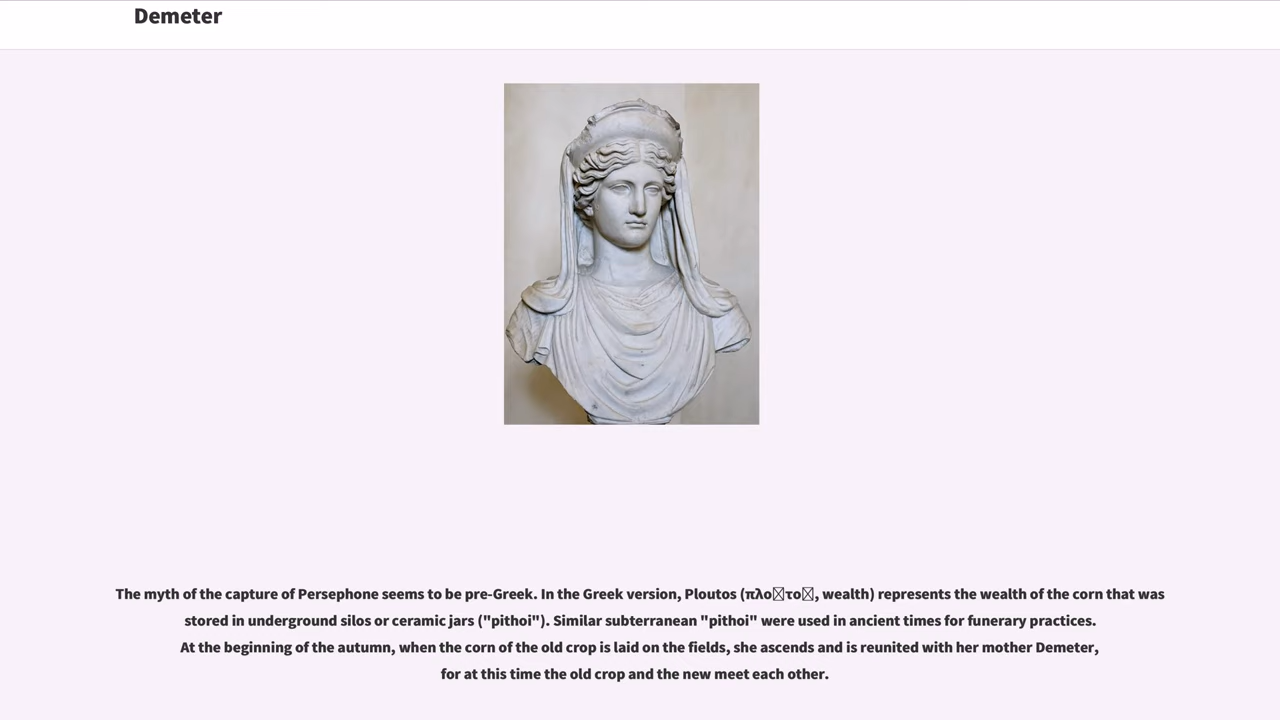 Demeter
The myth of the capture of Persephone seems to be pre-Greek. In the Greek version, Ploutos (πλο〿το〿, wealth) represents the wealth of the corn that was
stored in underground silos or ceramic jars ("pithoi"). Similar subterranean "pithoi" were used in ancient times for funerary practices.
At the beginning of the autumn, when the corn of the old crop is laid on the fields, she ascends and is reunited with her mother Demeter,
for at this time the old crop and the new meet each other.